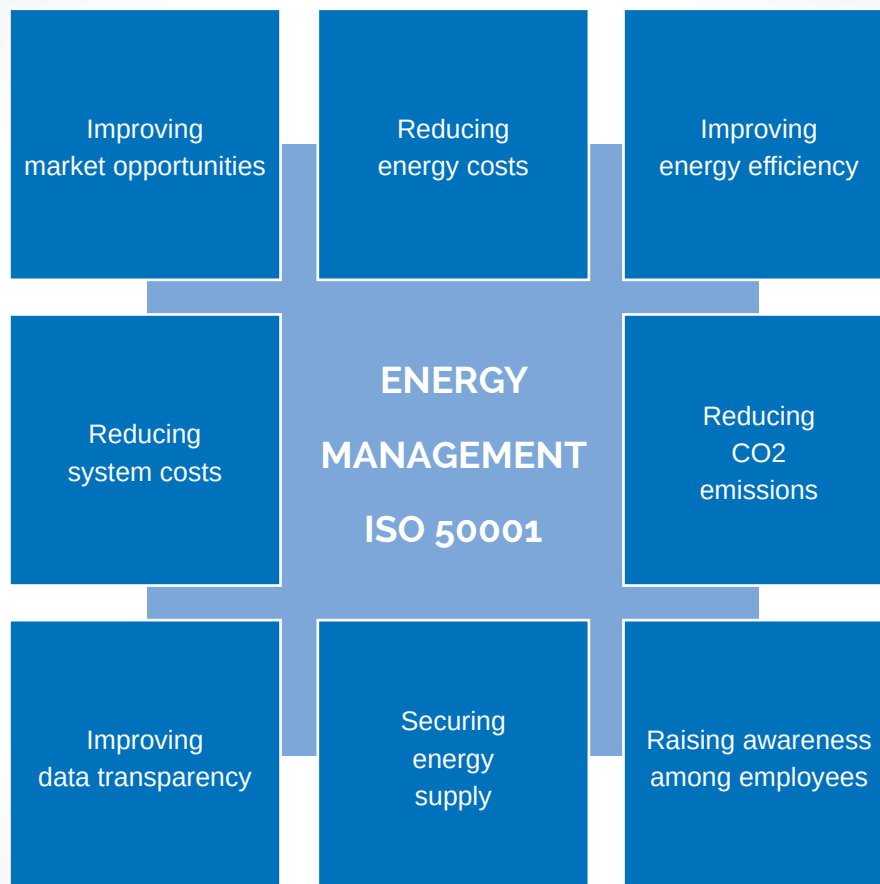 Improving
market opportunities
Reducing
energy costs
Improving
energy efficiency
Reducing
system costs
ENERGY
MANAGEMENT
ISO 50001
Reducing
CO2
emissions
Improving
data transparency
Securing
energy
supply
Raising awareness
among employees